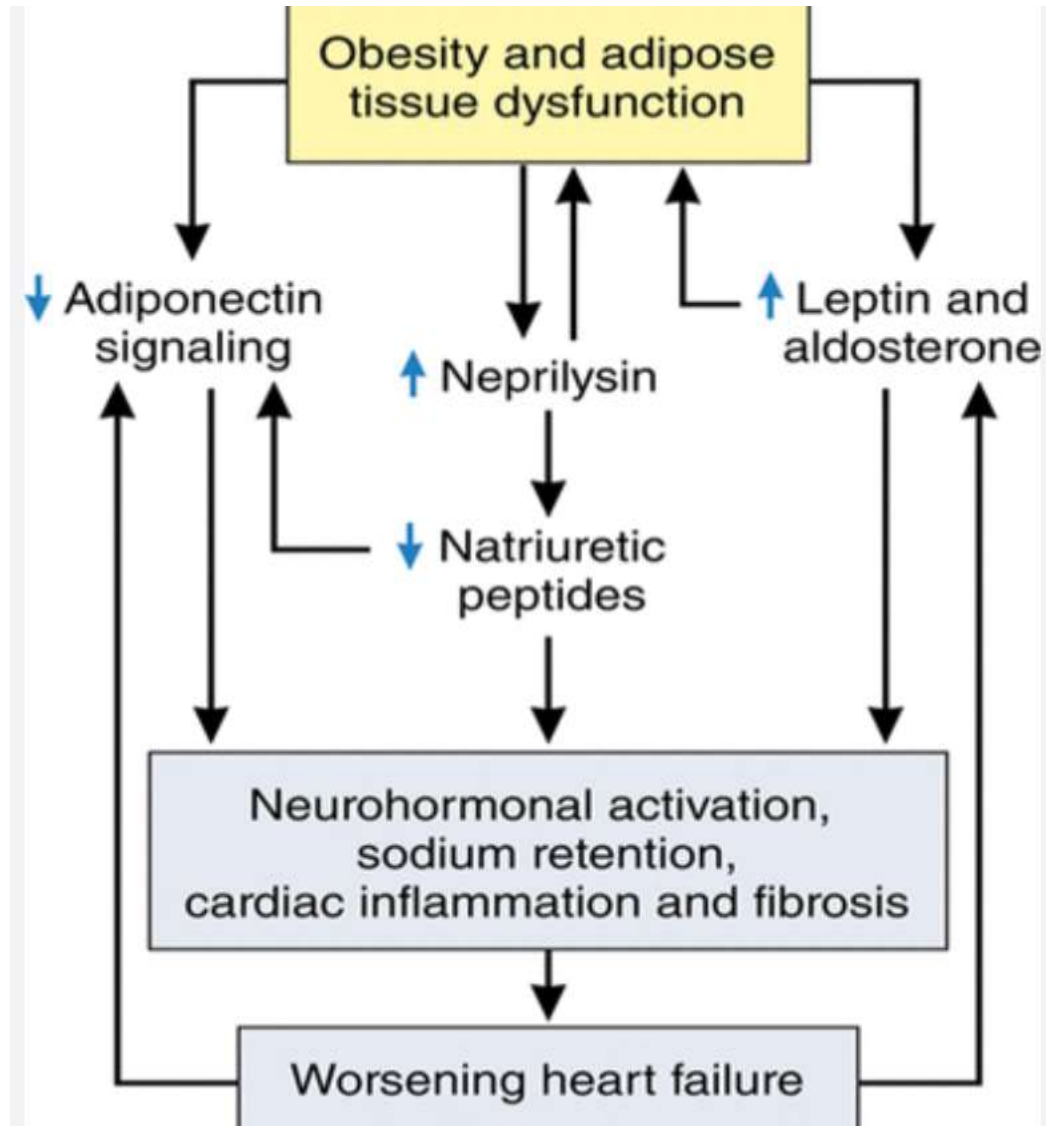 Obesity and adipose
tissue dysfunction
Adiponectin
signaling
Leptin and
aldosterone
Neprilysin
Natriuretic
peptides
Neurohormonal activation,
sodium retention,
cardiac inflammation and fibrosis
Worsening heart failure